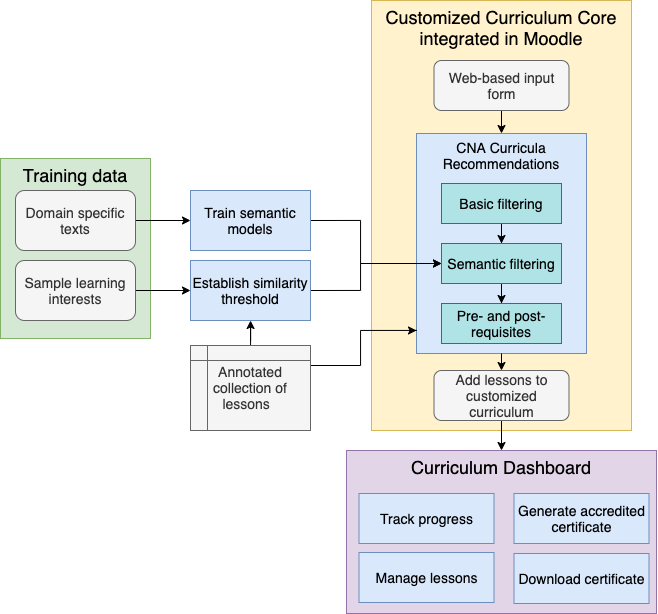 Customized Curriculum Core
integrated in Moodle
Web-based input
form
CNA Curricula
Recommendations
Basic filtering
Semantic filtering
Pre- and post-
requisites
Add lessons to
customized
curriculum
Training data
Domain specific
texts
Sample learning
interests
Train semantic
models
Establish similarity
threshold
Annotated
collection of
lessons
Curriculum Dashboard
Track progress
Generate accredited
certificate
Manage lessons
Download certificate